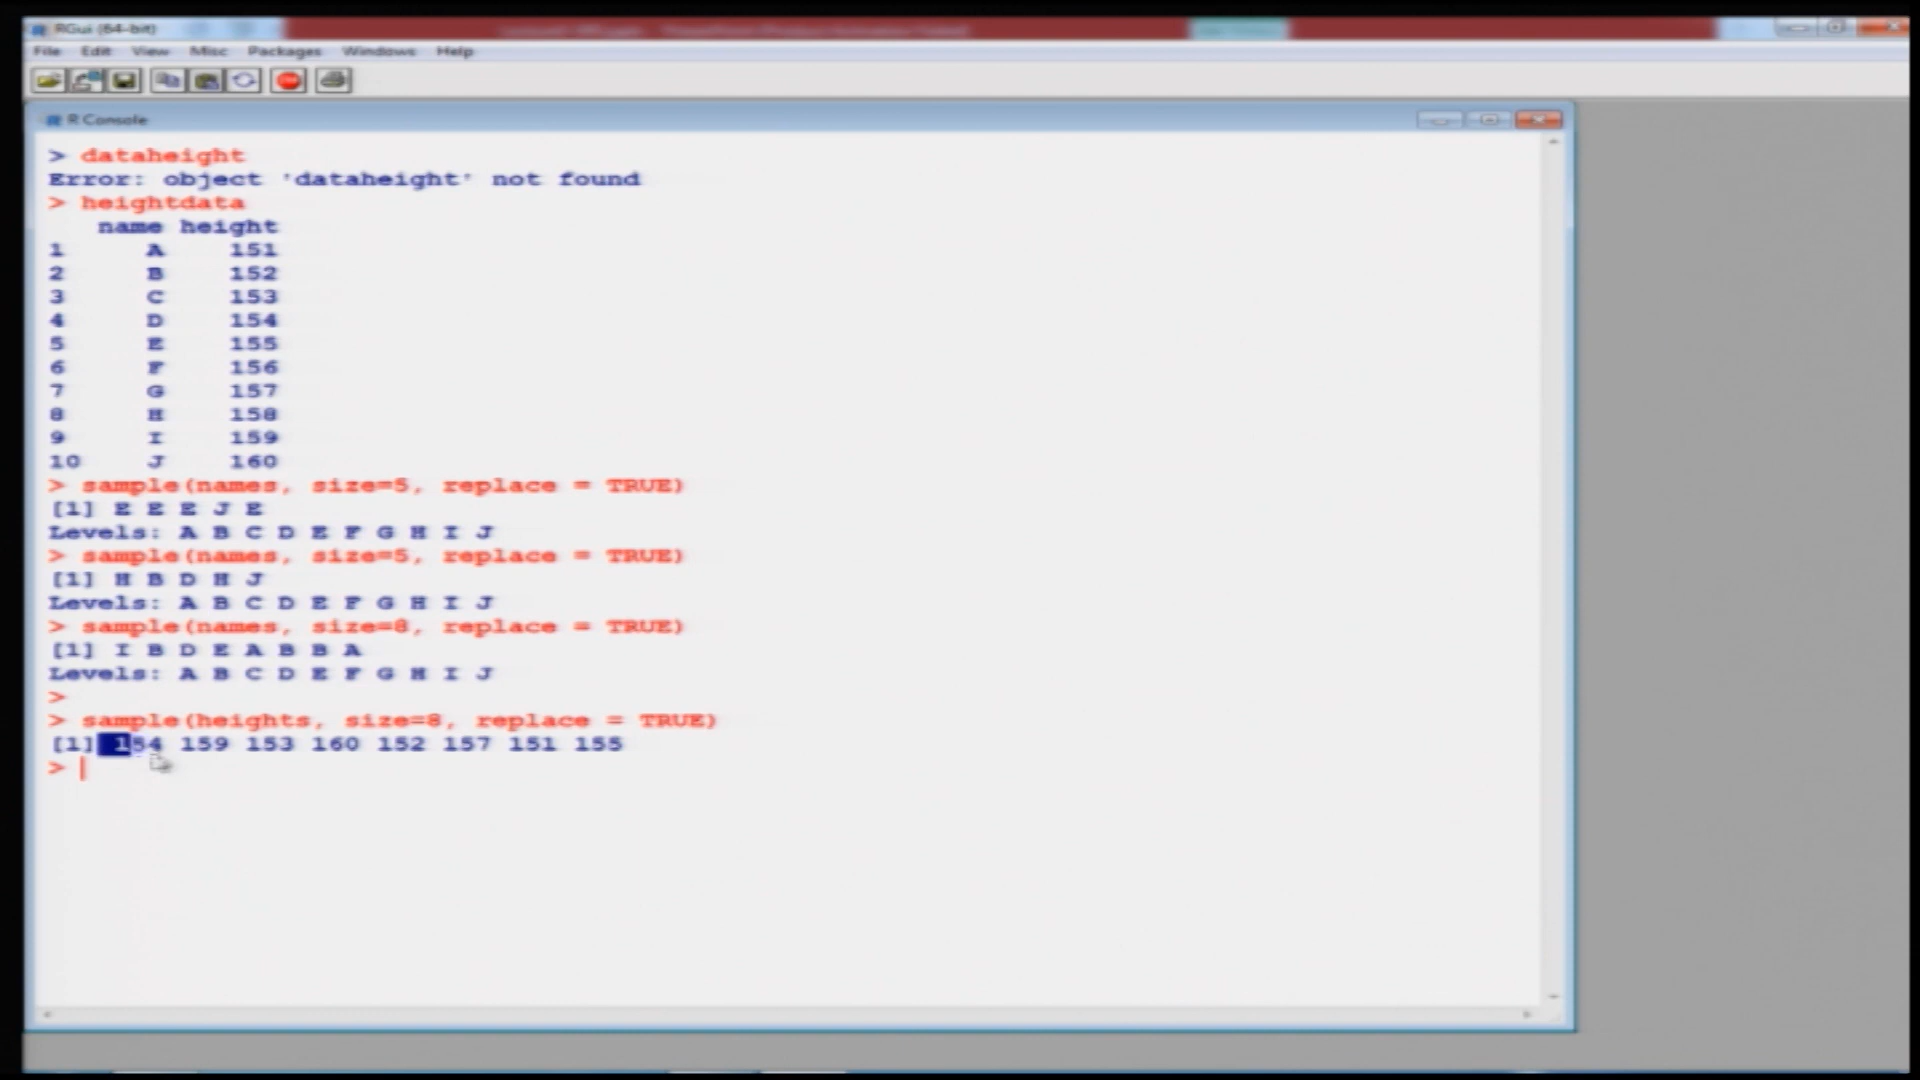 RGui (64-bit)
File Edit View Misc Packages Windows Help
R Console
> dataheight
Error: object 'dataheight' not found
> heightdata
name height
1 A 151
2 B 152
3 C 153
4 D 154
5 E 155
6 F 156
7 G 157
8 H 158
9 I 159
10 J 160
> sample(names, size=5, replace = TRUE)
[1] E E E J E
Levels: A B C D E F G H I J
> sample(names, size=5, replace = TRUE)
[1] H B D H J
Levels: A B C D E F G H I J
> sample(names, size=8, replace = TRUE)
[1] I B D E A B B A
Levels: A B C D E F G H I J
>
> sample(heights, size=8, replace = TRUE)
[1] 154 159 153 160 152 157 151 155
>